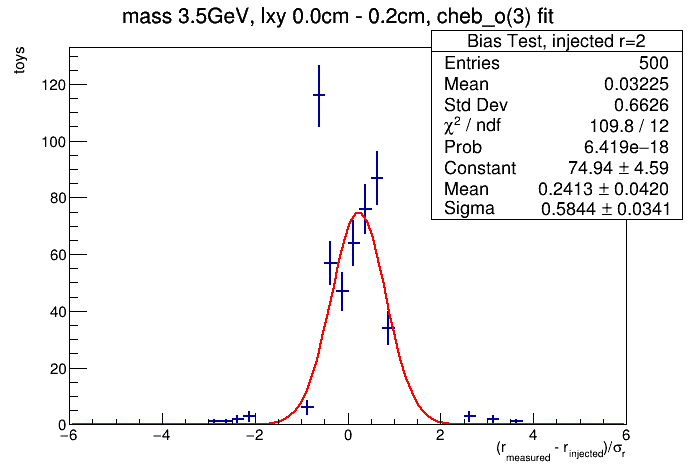 mass 3.5GeV, lxy 0.0cm - 0.2cm, cheb_o(3) fit
Bias Test, injected r=2
Entries 500
Mean 0.03225
Std Dev 0.6626
χ² / ndf 109.8 / 12
Prob 6.419e−18
Constant 74.94 ± 4.59
Mean 0.2413 ± 0.0420
Sigma 0.5844 ± 0.0341
toys
120
100
80
60
40
20
0
−6 −4 −2 0 2 4 6
(r_measured - r_injected)/σ_r